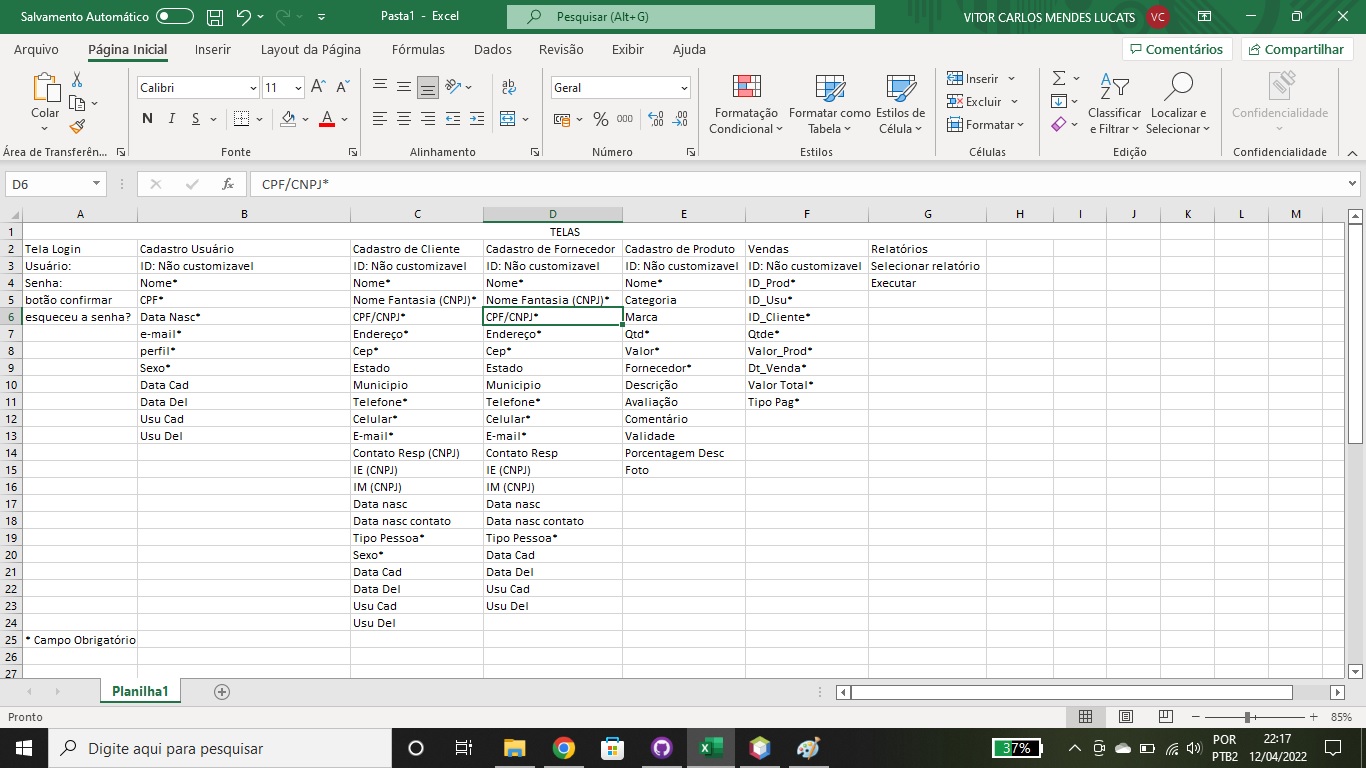 Salvamento Automático
Pasta1 - Excel
Pesquisar (Alt+G)
VITOR CARLOS MENDES LUCATS
VC
Arquivo Página Inicial Inserir Layout da Página Fórmulas Dados Revisão Exibir Ajuda
Comentários Compartilhar
Colar
Calibri 11
N I S
A A
ab
Geral
% 000
Formatação Condicional
Formatar como Tabela
Estilos de Célula
Inserir
Excluir
Formatar
Classificar e Filtrar
Localizar e Selecionar
Confidencialidade
Área de Transferên... Fonte Alinhamento Número Estilos Células Edição Confidencialidade
D6 fx CPF/CNPJ*
A B C D E F G H I J K L M
1 TELAS
2 Tela Login Cadastro Usuário Cadastro de Cliente Cadastro de Fornecedor Cadastro de Produto Vendas Relatórios
3 Usuário: ID: Não customizavel ID: Não customizavel ID: Não customizavel ID: Não customizavel ID: Não customizavel Selecionar relatório
4 Senha: Nome* Nome* Nome* Nome* ID_Prod* Executar
5 botão confirmar CPF* Nome Fantasia (CNPJ)* Nome Fantasia (CNPJ)* Categoria ID_Usu*
6 esqueceu a senha? Data Nasc* CPF/CNPJ* CPF/CNPJ* Marca ID_Cliente*
7 e-mail* Endereço* Endereço* Qtd* Qtde*
8 perfil* Cep* Cep* Valor* Valor_Prod*
9 Sexo* Estado Estado Fornecedor* Dt_Venda*
10 Data Cad Municipio Municipio Descrição Valor Total*
11 Data Del Telefone* Telefone* Avaliação Tipo Pag*
12 Usu Cad Celular* Celular* Comentário
13 Usu Del E-mail* E-mail* Validade
14 Contato Resp (CNPJ) Contato Resp Porcentagem Desc
15 IE (CNPJ) IE (CNPJ) Foto
16 IM (CNPJ) IM (CNPJ)
17 Data nasc Data nasc
18 Data nasc contato Data nasc contato
19 Tipo Pessoa* Tipo Pessoa*
20 Sexo* Data Cad
21 Data Cad Data Del
22 Data Del Usu Cad
23 Usu Cad Usu Del
24 Usu Del
25 * Campo Obrigatório
26
27
Planilha1
Pronto
85%
Digite aqui para pesquisar
37%
POR
PTB2
22:17
12/04/2022